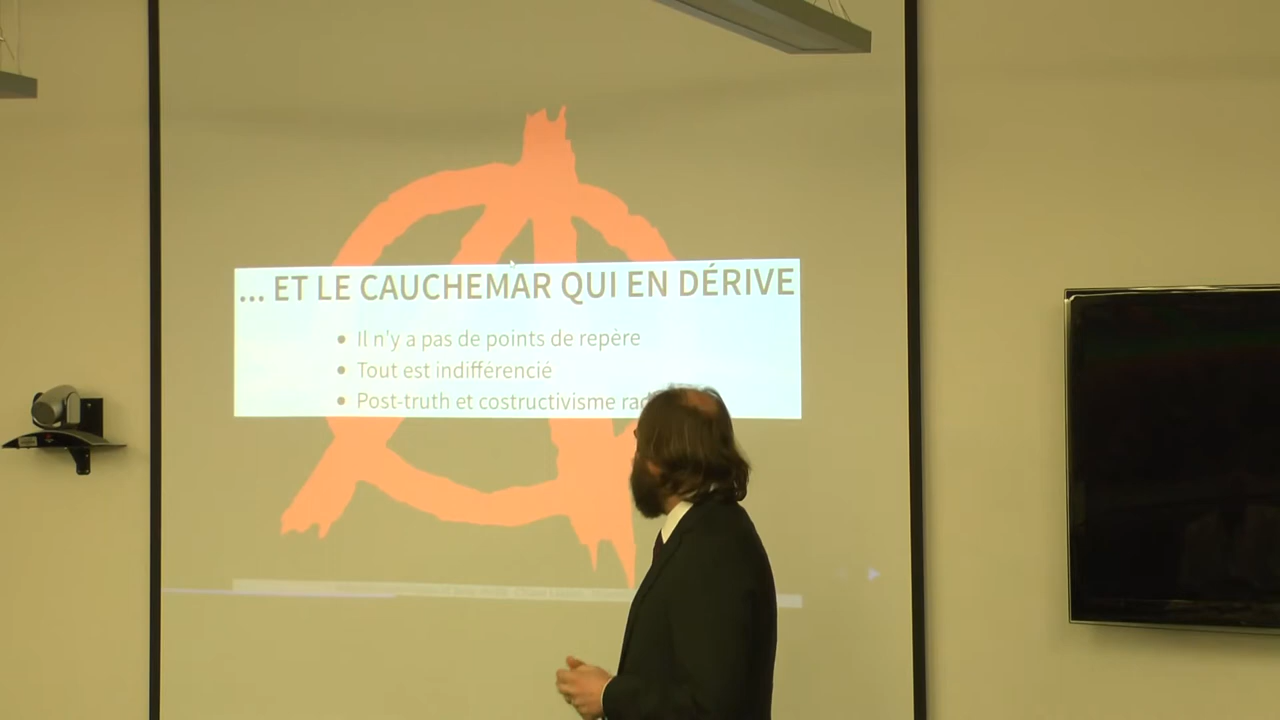 ... ET LE CAUCHEMAR QUI EN DÉRIVE
• Il n'y a pas de points de repère
• Tout est indifférencié
• Post-truth et costructivisme